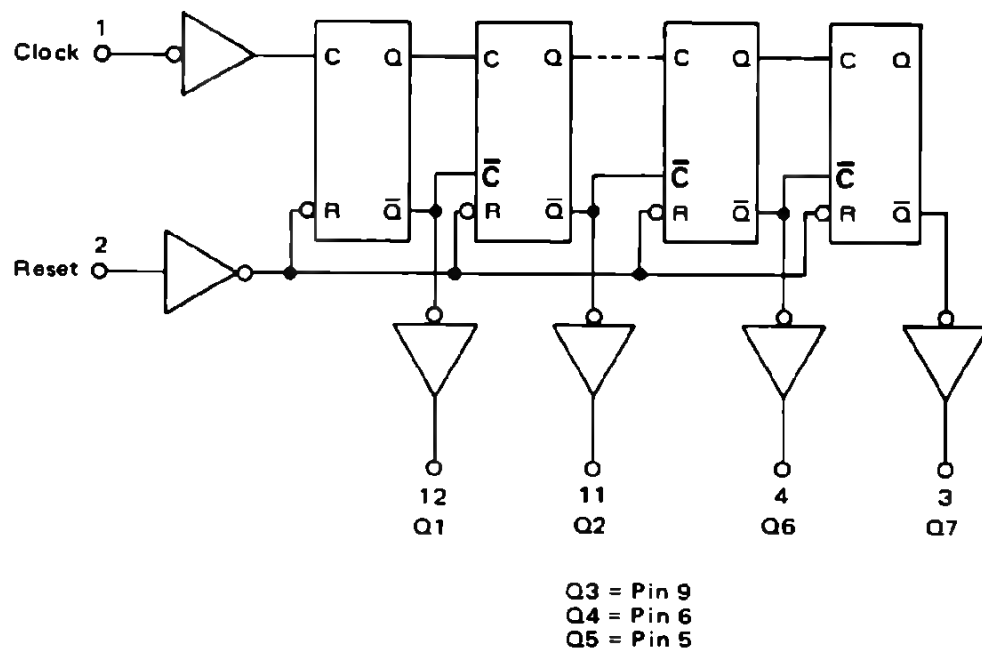 1
Clock
C Q C Q C Q C Q
C̅ C̅ C̅
R Q̅ R Q̅ R Q̅ R Q̅
2
Reset
12 11 4 3
Q1 Q2 Q6 Q7
Q3 = Pin 9
Q4 = Pin 6
Q5 = Pin 5